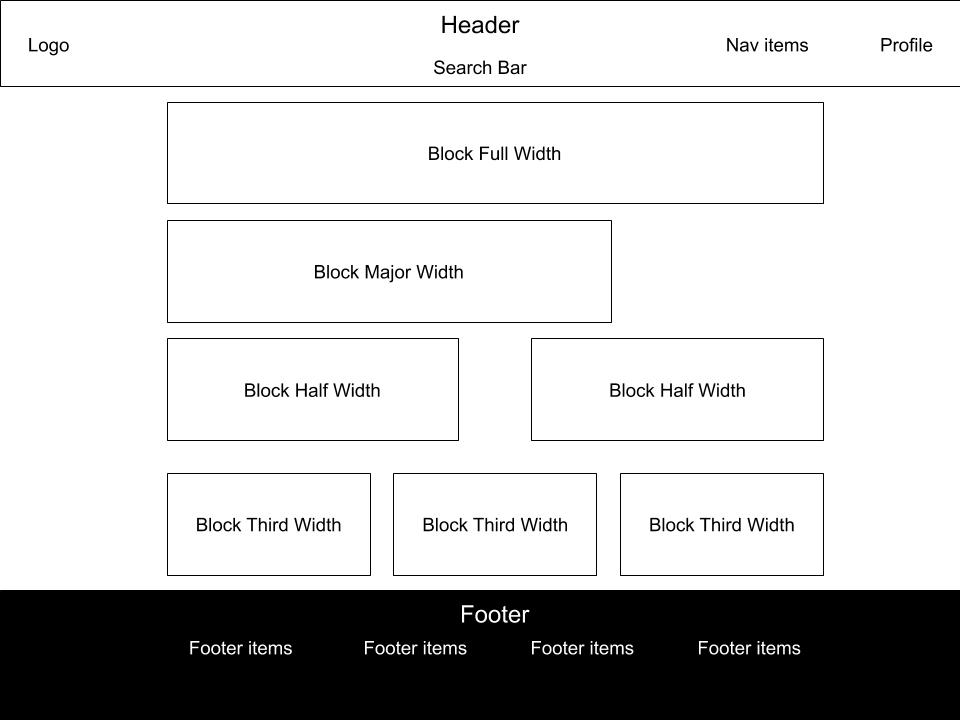 Header
Logo
Search Bar
Nav items
Profile
Block Full Width
Block Major Width
Block Half Width
Block Half Width
Block Third Width
Block Third Width
Block Third Width
Footer
Footer items
Footer items
Footer items
Footer items